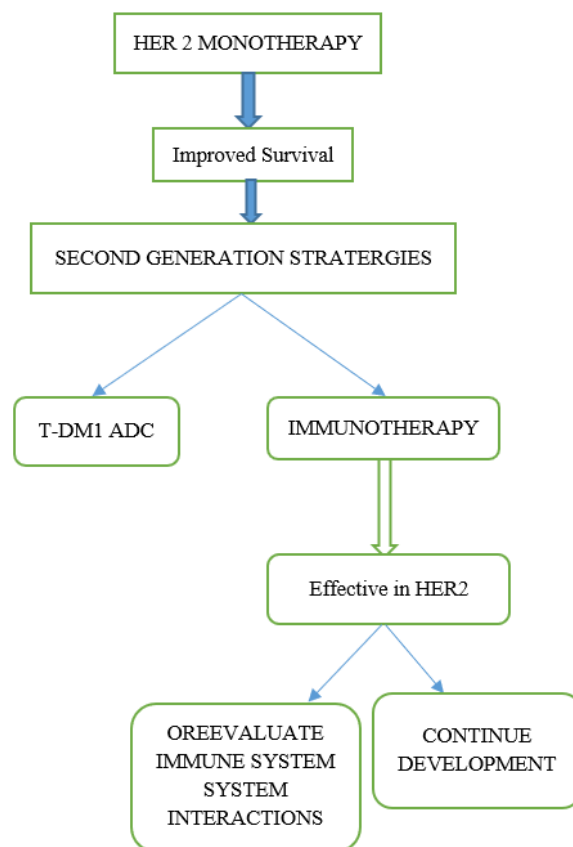 HER 2 MONOTHERAPY
Improved Survival
SECOND GENERATION STRATERGIES
T-DM1 ADC
IMMUNOTHERAPY
Effective in HER2
OREEVALUATE
IMMUNE SYSTEM
SYSTEM
INTERACTIONS
CONTINUE
DEVELOPMENT